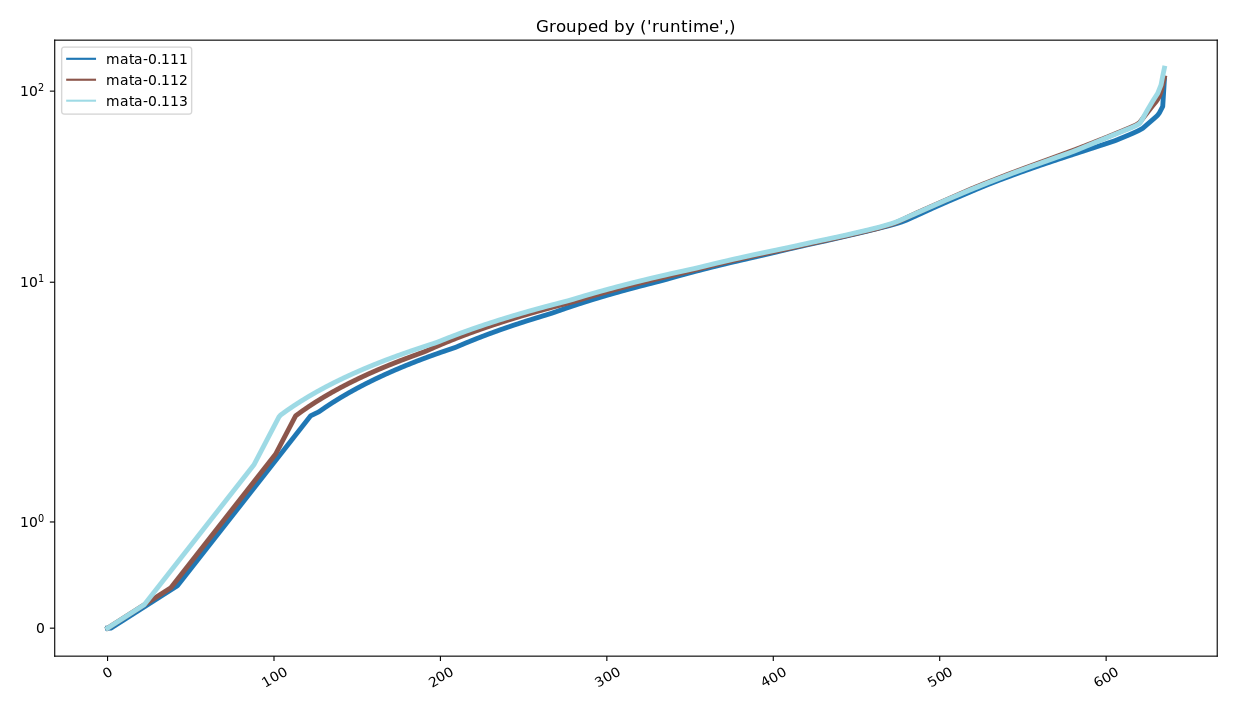 Grouped by ('runtime',)
mata-0.111
mata-0.112
mata-0.113
10²
10¹
10⁰
0
0 100 200 300 400 500 600